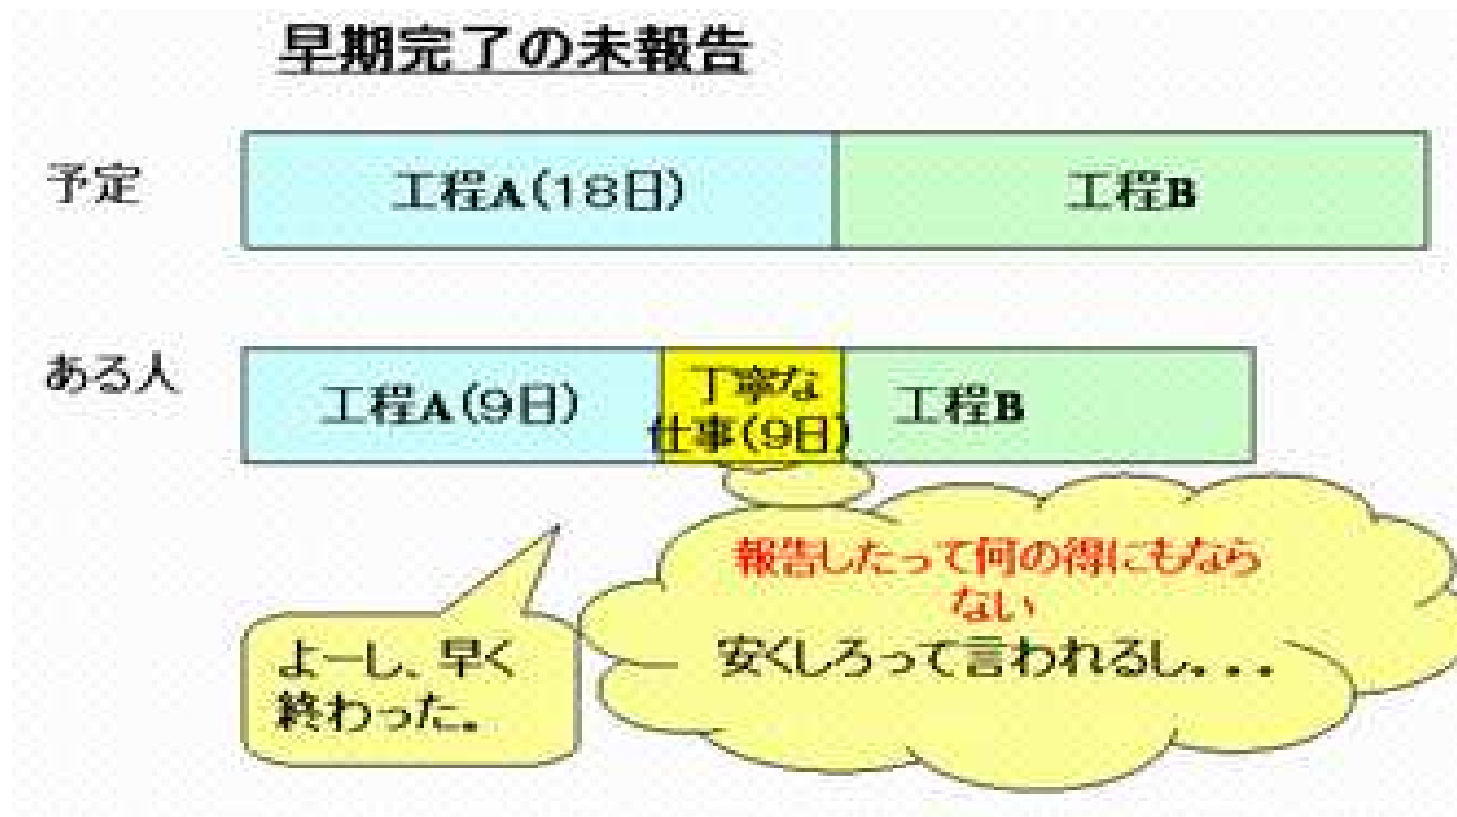 早期完了の未報告
予定
工程A(18日)
工程B
ある人
工程A(9日)
丁寧な
仕事(9日)
工程B
よーし、早く
終わった。
報告したって何の得にもなら
ない
安くしろって言われるし...